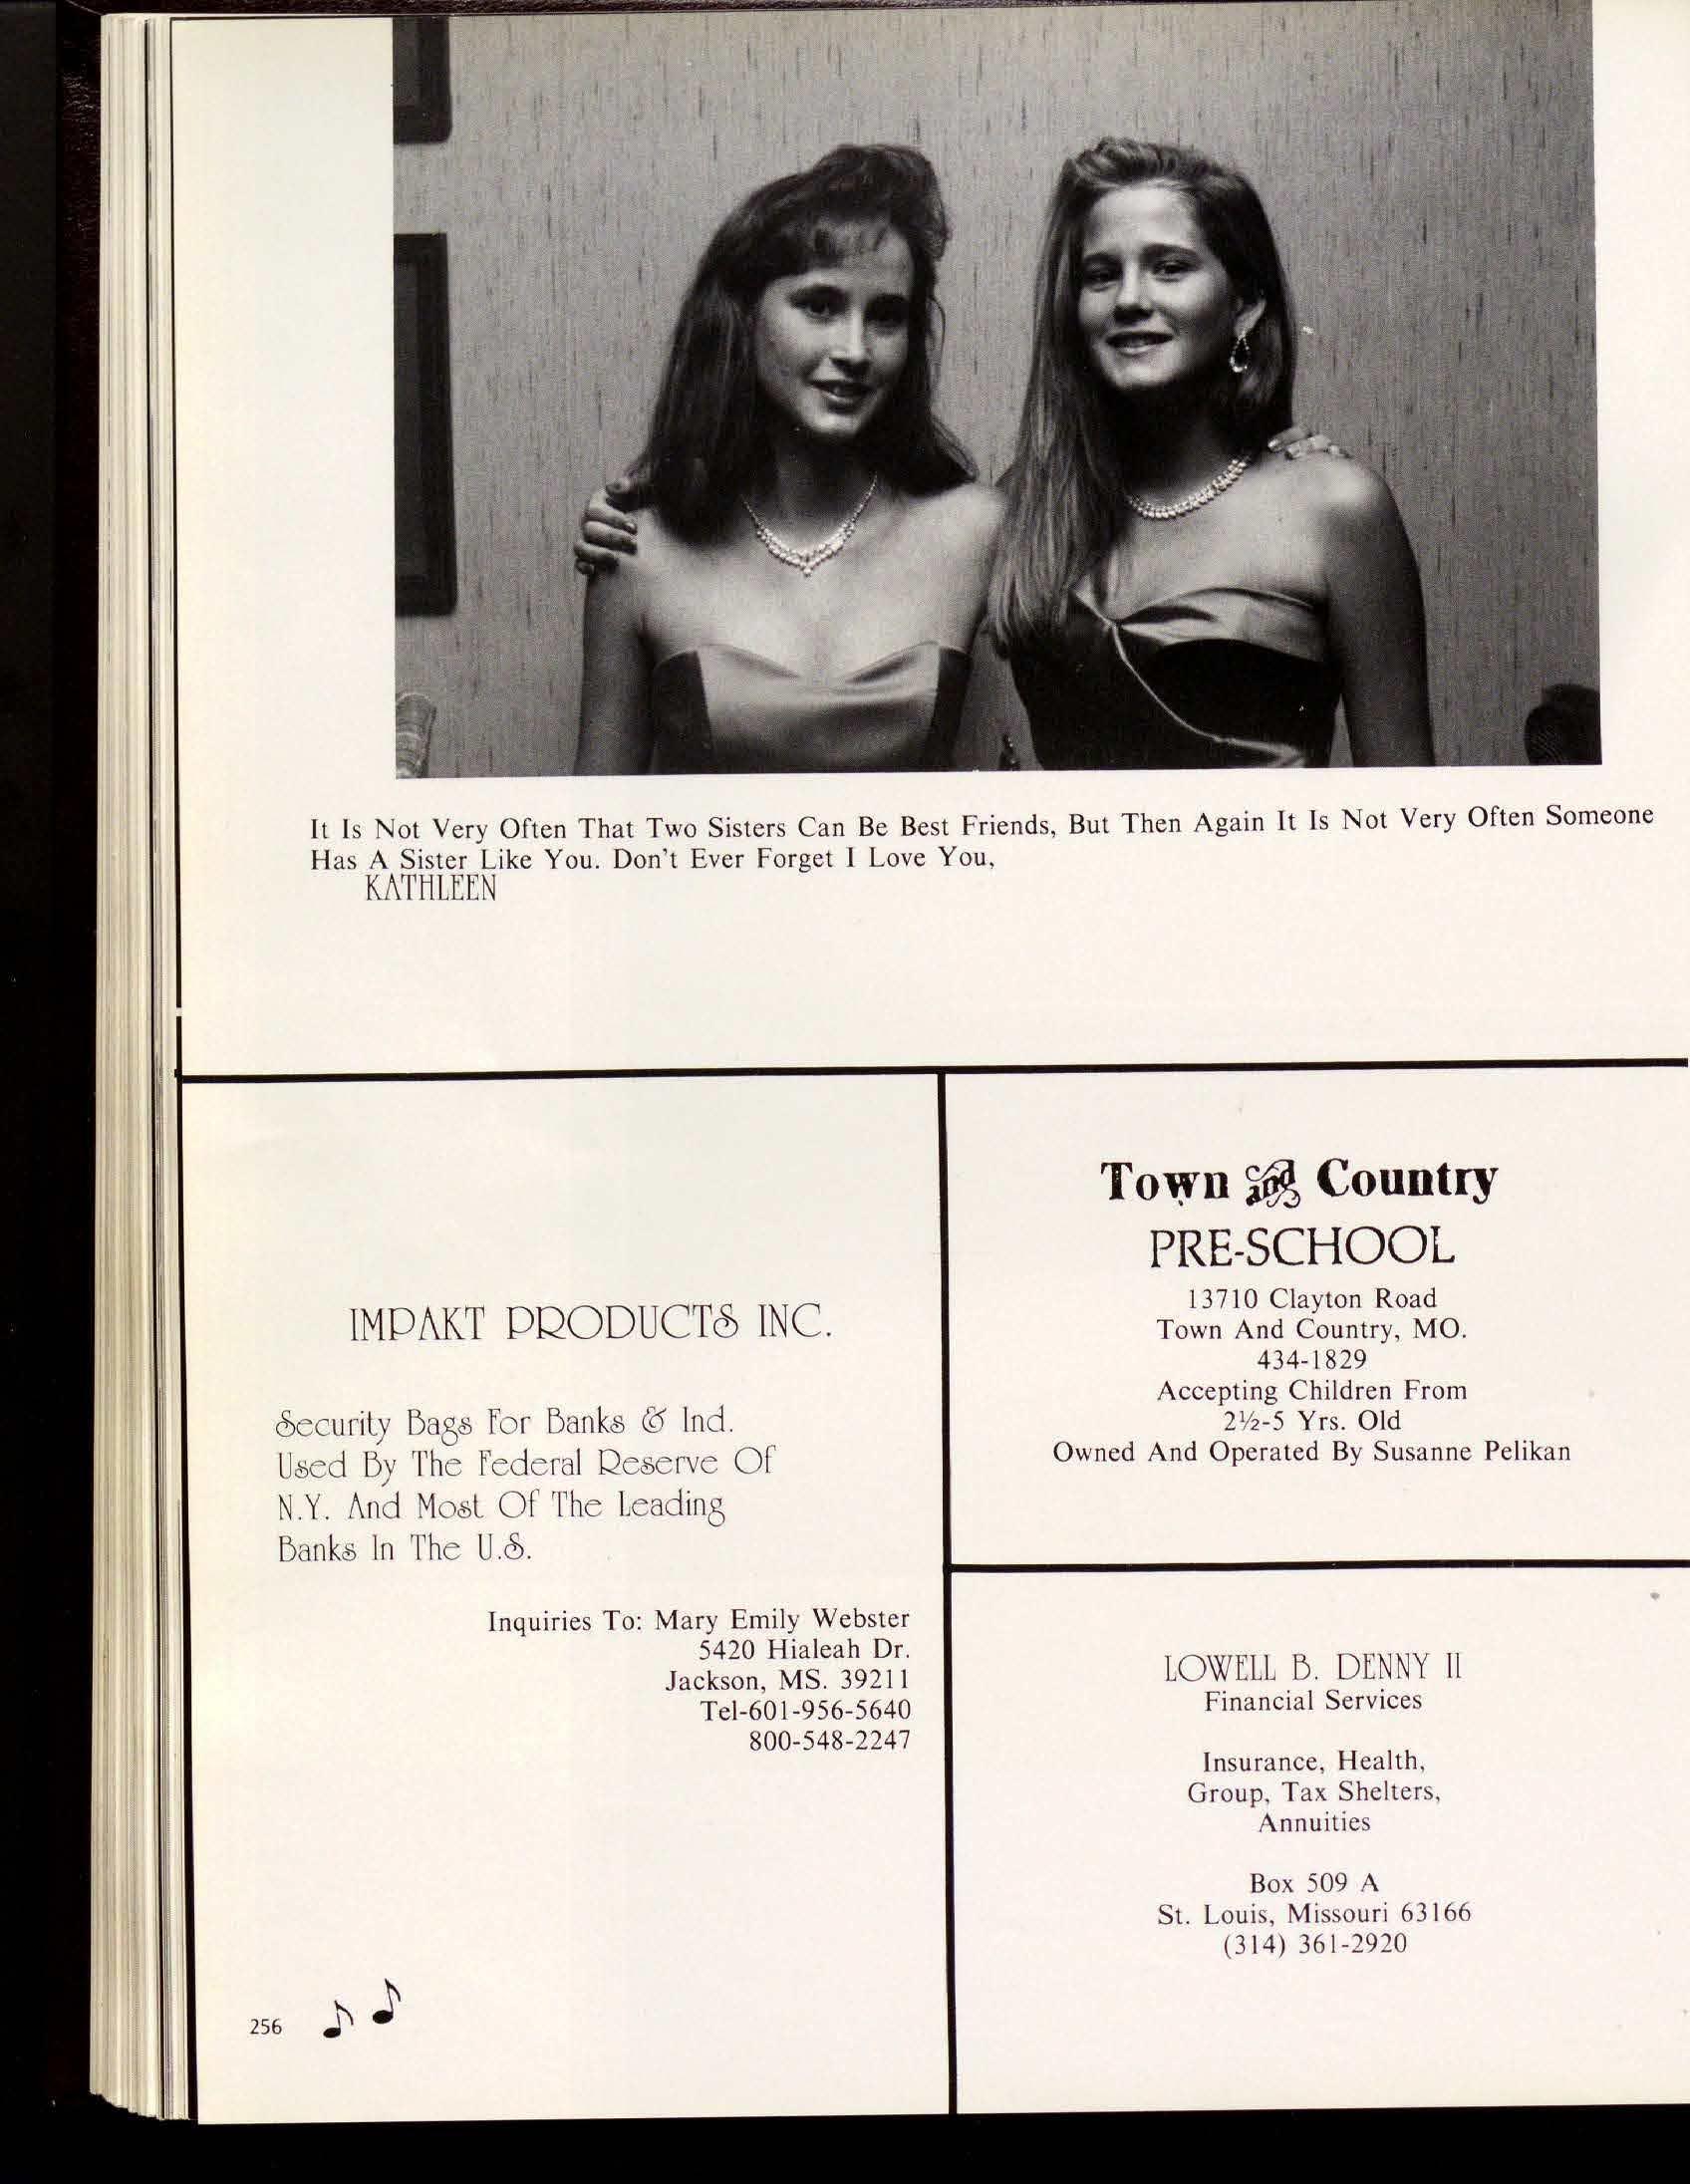 It Is Not Very Often That Two Sisters Can Be Best Friends, But Then Again It Is Not Very Often Someone
Has A Sister Like You. Don't Ever Forget I Love You,
KATHLEEN
IMPAKT PRODUCTS INC.
Security Bags For Banks & Ind.
Used By The Federal Reserve Of
N.Y. And Most Of The Leading
Banks In The U.S.
Inquiries To: Mary Emily Webster
5420 Hialeah Dr.
Jackson, MS. 39211
Tel-601-956-5640
800-548-2247
Town and Country
PRE-SCHOOL
13710 Clayton Road
Town And Country, MO.
434-1829
Accepting Children From
2½-5 Yrs. Old
Owned And Operated By Susanne Pelikan
LOWELL B. DENNY II
Financial Services
Insurance, Health,
Group, Tax Shelters,
Annuities
Box 509 A
St. Louis, Missouri 63166
(314) 361-2920
256